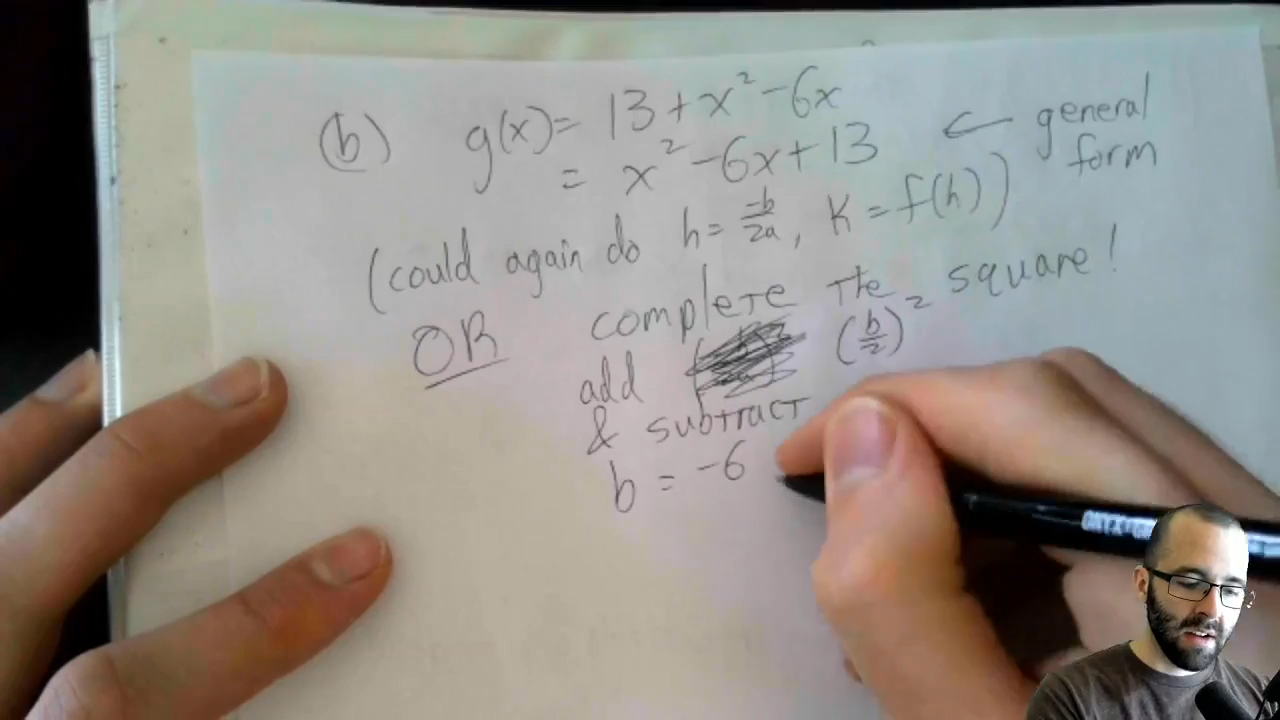 (b) g(x) = 13 + x² - 6x
= x² - 6x + 13 ← general form
(could again do h = -b/2a, K = f(h))
OR complete the square!
add (b/2)²
& subtract
b = -6